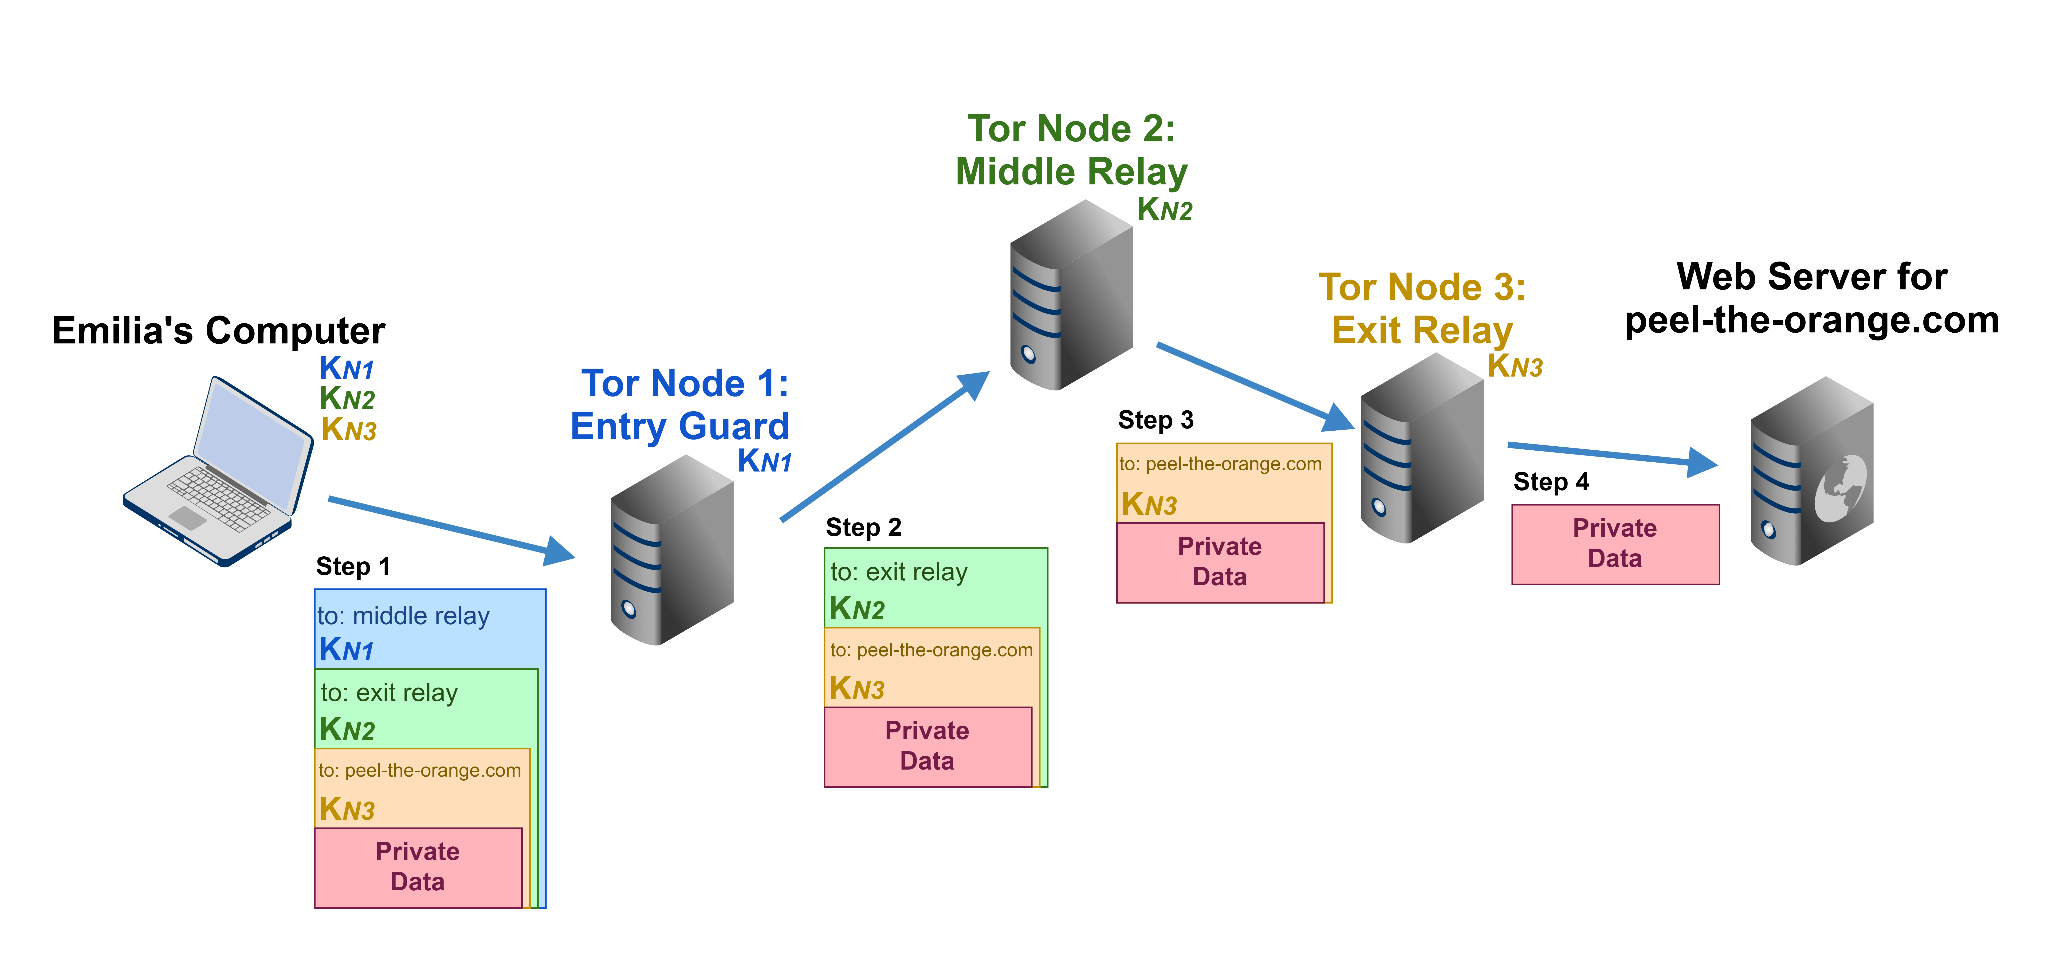 Emilia's Computer
KN1
KN2
KN3
Step 1
to: middle relay
KN1
to: exit relay
KN2
to: peel-the-orange.com
KN3
Private
Data
Tor Node 1:
Entry Guard
KN1
Step 2
to: exit relay
KN2
to: peel-the-orange.com
KN3
Private
Data
Tor Node 2:
Middle Relay
KN2
Step 3
to: peel-the-orange.com
KN3
Private
Data
Tor Node 3:
Exit Relay
KN3
Step 4
Private
Data
Web Server for
peel-the-orange.com